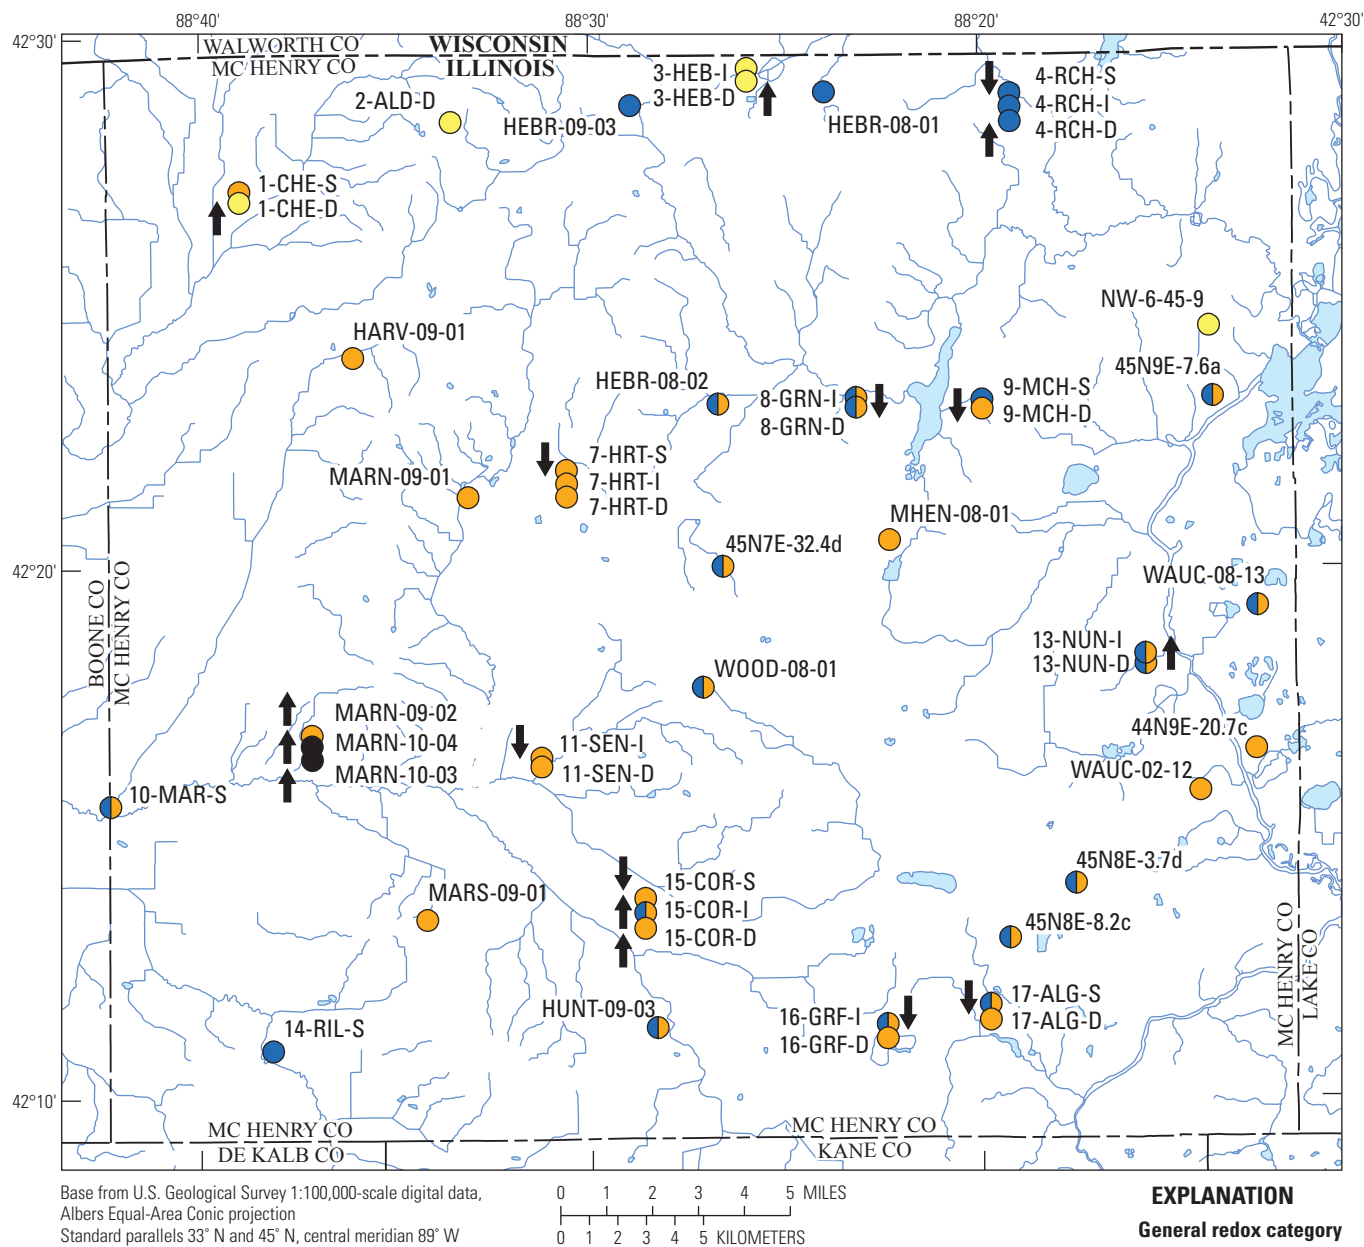 88°40'
88°30'
88°20'
42°30'
42°30'
WALWORTH CO
MC HENRY CO
WISCONSIN
ILLINOIS
3-HEB-I
3-HEB-D
4-RCH-S
4-RCH-I
4-RCH-D
2-ALD-D
HEBR-09-03
HEBR-08-01
1-CHE-S
1-CHE-D
NW-6-45-9
HARV-09-01
HEBR-08-02
45N9E-7.6a
8-GRN-I
8-GRN-D
9-MCH-S
9-MCH-D
7-HRT-S
7-HRT-I
7-HRT-D
MARN-09-01
MHEN-08-01
45N7E-32.4d
42°20'
BOONE CO
MC HENRY CO
WAUC-08-13
13-NUN-I
13-NUN-D
WOOD-08-01
MARN-09-02
MARN-10-04
MARN-10-03
11-SEN-I
11-SEN-D
44N9E-20.7c
WAUC-02-12
10-MAR-S
45N8E-3.7d
MARS-09-01
15-COR-S
15-COR-I
15-COR-D
45N8E-8.2c
MC HENRY CO
LAKE CO
HUNT-09-03
17-ALG-S
17-ALG-D
16-GRF-I
16-GRF-D
14-RIL-S
42°10'
MC HENRY CO
DE KALB CO
MC HENRY CO
KANE CO
Base from U.S. Geological Survey 1:100,000-scale digital data,
Albers Equal-Area Conic projection
Standard parallels 33° N and 45° N, central meridian 89° W
0 1 2 3 4 5 MILES
0 1 2 3 4 5 KILOMETERS
EXPLANATION
General redox category